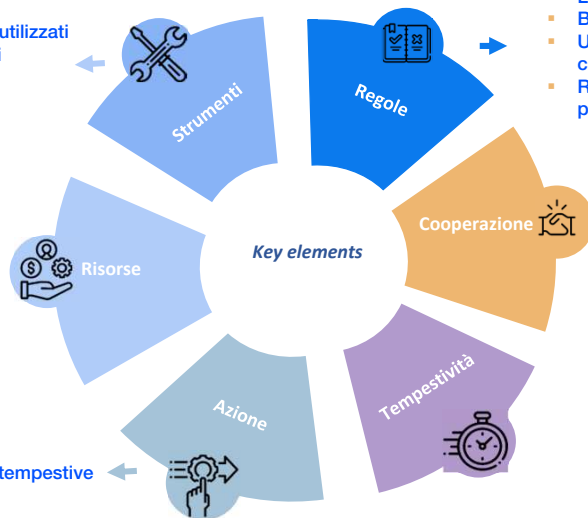 utilizzati
i
Strumenti
Regole
B
U
c
R
p
Cooperazione
Key elements
Risorse
Tempestività
Azione
tempestive